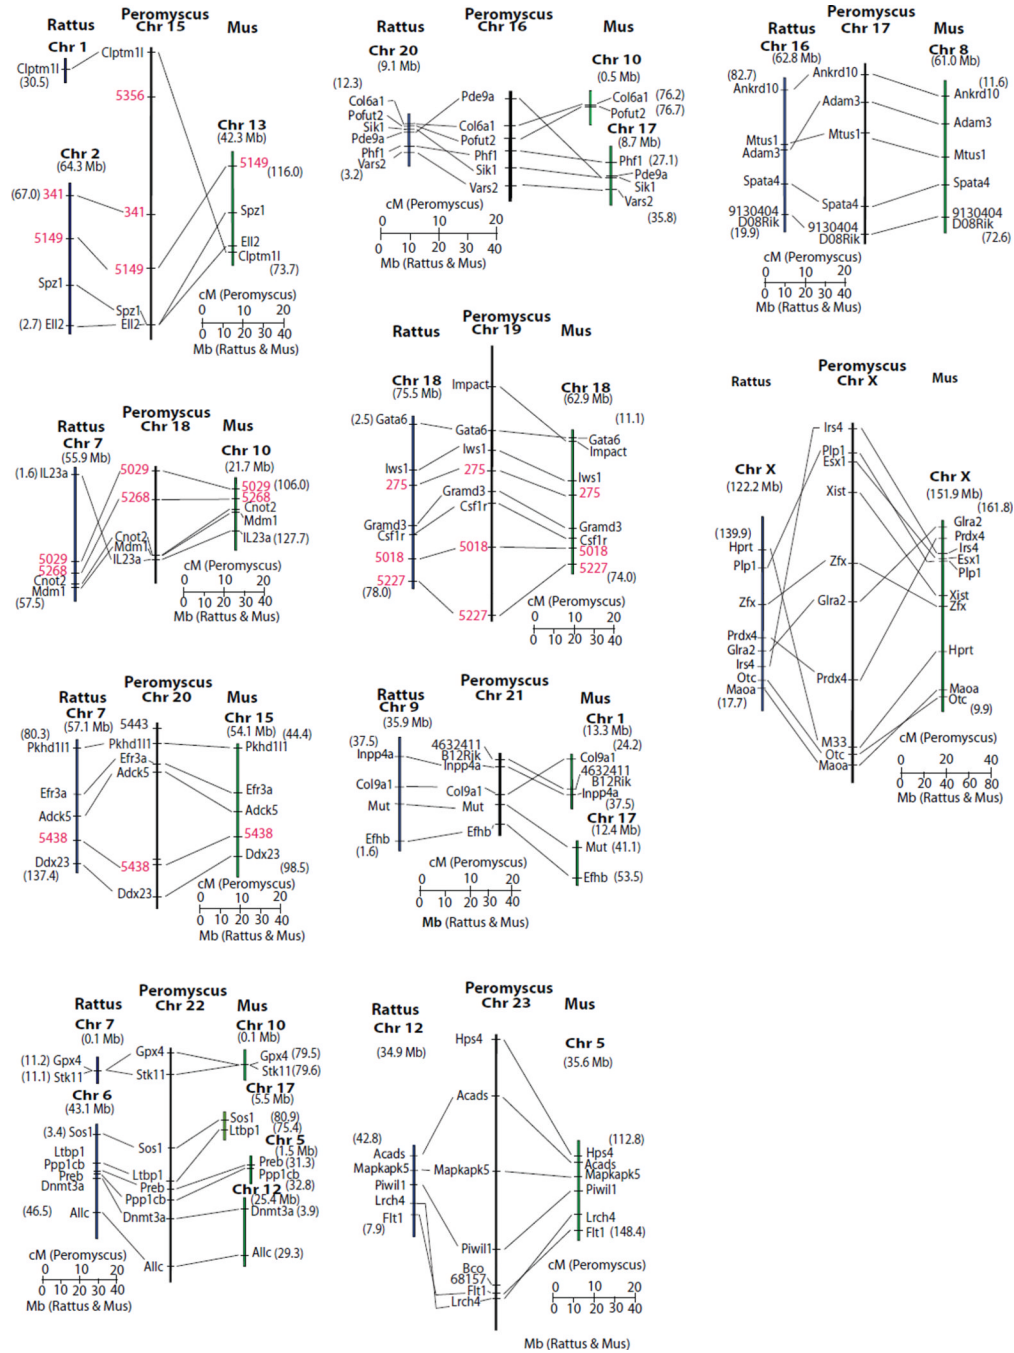 Peromyscus
Rattus Chr 15 Mus
Chr 1
Clptm1l
Clptm1l
(30.5)
5356
Chr 13
(42.3 Mb)
Chr 2
(64.3 Mb)
5149
(116.0)
(67.0) 341
341
Spz1
5149
Ell2
Clptm1l
(73.7)
5149
Spz1
Spz1
(2.7) Ell2
Ell2
cM (Peromyscus)
0 10 20
0 10 20 30 40
Mb (Rattus & Mus)
Peromyscus
Rattus Chr 16 Mus
Chr 20
(9.1 Mb)
Chr 10
(0.5 Mb)
(12.3)
Col6a1
Pofut2
Sik1
Pde9a
Phf1
Vars2
(3.2)
Pde9a
Col6a1
Pofut2
Phf1
Sik1
Vars2
Col6a1 (76.2)
Pofut2 (76.7)
Chr 17
(8.7 Mb)
Phf1 (27.1)
Pde9a
Sik1
Vars2
(35.8)
cM (Peromyscus)
0 10 20
0 10 20 30 40
Mb (Rattus & Mus)
Peromyscus
Rattus Chr 17 Mus
Chr 16
(62.8 Mb)
Chr 8
(61.0 Mb)
(82.7)
Ankrd10
Mtus1
Adam3
Spata4
9130404
D08Rik
(19.9)
Ankrd10
Adam3
Mtus1
Spata4
9130404
D08Rik
(11.6)
Ankrd10
Adam3
Mtus1
Spata4
9130404
D08Rik
(72.6)
cM (Peromyscus)
0 10 20
0 10 20 30 40
Mb (Rattus & Mus)
Peromyscus
Rattus Chr 18 Mus
Chr 7
(55.9 Mb)
Chr 10
(21.7 Mb)
(1.6) IL23a
5029
5268
Cnot2
Mdm1
(57.5)
5029
5268
Cnot2
Mdm1
IL23a
5029 (106.0)
5268
Cnot2
Mdm1
IL23a (127.7)
cM (Peromyscus)
0 10 20
0 10 20 30 40
Mb (Rattus & Mus)
Peromyscus
Rattus Chr 19 Mus
Chr 18
(75.5 Mb)
Chr 18
(62.9 Mb)
(2.5) Gata6
Iws1
275
Gramd3
Csf1r
5018
5227
(78.0)
Impact
Gata6
Iws1
275
Gramd3
Csf1r
5018
5227
(11.1)
Gata6
Impact
Iws1
275
Gramd3
Csf1r
5018
5227
(74.0)
cM (Peromyscus)
0 10 20
0 10 20 30 40
Mb (Rattus & Mus)
Peromyscus
Rattus Chr X Mus
Chr X
(122.2 Mb)
Chr X
(151.9 Mb)
(139.9)
Hprt
Plp1
Zfx
Prdx4
Glra2
Irs4
Otc
Maoa
(17.7)
Irs4
Plp1
Esx1
Xist
Zfx
Glra2
Prdx4
M33
Otc
Maoa
(161.8)
Glra2
Prdx4
Irs4
Esx1
Plp1
Xist
Zfx
Hprt
Maoa
Otc
(9.9)
cM (Peromyscus)
0 20 40
0 20 40 60 80
Mb (Rattus & Mus)
Peromyscus
Rattus Chr 20 Mus
Chr 7
(57.1 Mb)
Chr 15
(54.1 Mb)
(80.3)
Pkhd1l1
Efr3a
Adck5
5438
Ddx23
(137.4)
5443
Pkhd1l1
Efr3a
Adck5
5438
Ddx23
(44.4)
Pkhd1l1
Efr3a
Adck5
5438
Ddx23
(98.5)
cM (Peromyscus)
0 10 20
0 10 20 30 40
Mb (Rattus & Mus)
Peromyscus
Rattus Chr 21 Mus
Chr 9
(35.9 Mb)
Chr 1
(13.3 Mb)
(37.5)
Inpp4a
Col9a1
Mut
Efhb
(1.6)
4632411
B12Rik
Inpp4a
Col9a1
Mut
Efhb
(24.2)
Col9a1
4632411
B12Rik
Inpp4a
(37.5)
Chr 17
(12.4 Mb)
Mut (41.1)
Efhb (53.5)
cM (Peromyscus)
0 10 20
0 10 20 30 40
Mb (Rattus & Mus)
Peromyscus
Rattus Chr 22 Mus
Chr 7
(0.1 Mb)
Chr 10
(0.1 Mb)
(11.2) Gpx4
(11.1) Stk11
Chr 6
(43.1 Mb)
(3.4) Sos1
Ltbp1
Ppp1cb
Preb
Dnmt3a
(46.5) Allc
Gpx4
Stk11
Sos1
Ltbp1
Preb
Ppp1cb
Dnmt3a
Allc
Gpx4 (79.5)
Stk11 (79.6)
Chr 17
(5.5 Mb)
Sos1 (80.9)
Ltbp1 (75.4)
Chr 5
(1.5 Mb)
Preb (31.3)
Ppp1cb
(32.8)
Chr 12
(25.4 Mb)
Dnmt3a (3.9)
Allc (29.3)
cM (Peromyscus)
0 10 20
0 10 20 30 40
Mb (Rattus & Mus)
Peromyscus
Rattus Chr 23 Mus
Chr 12
(34.9 Mb)
Chr 5
(35.6 Mb)
(42.8)
Acads
Mapkapk5
Piwil1
Lrch4
Flt1
(7.9)
Hps4
Acads
Mapkapk5
Piwil1
Bco
68157
Flt1
Lrch4
(112.8)
Hps4
Acads
Mapkapk5
Piwil1
Lrch4
Flt1 (148.4)
cM (Peromyscus)
0 10 20
0 10 20 30 40
Mb (Rattus & Mus)